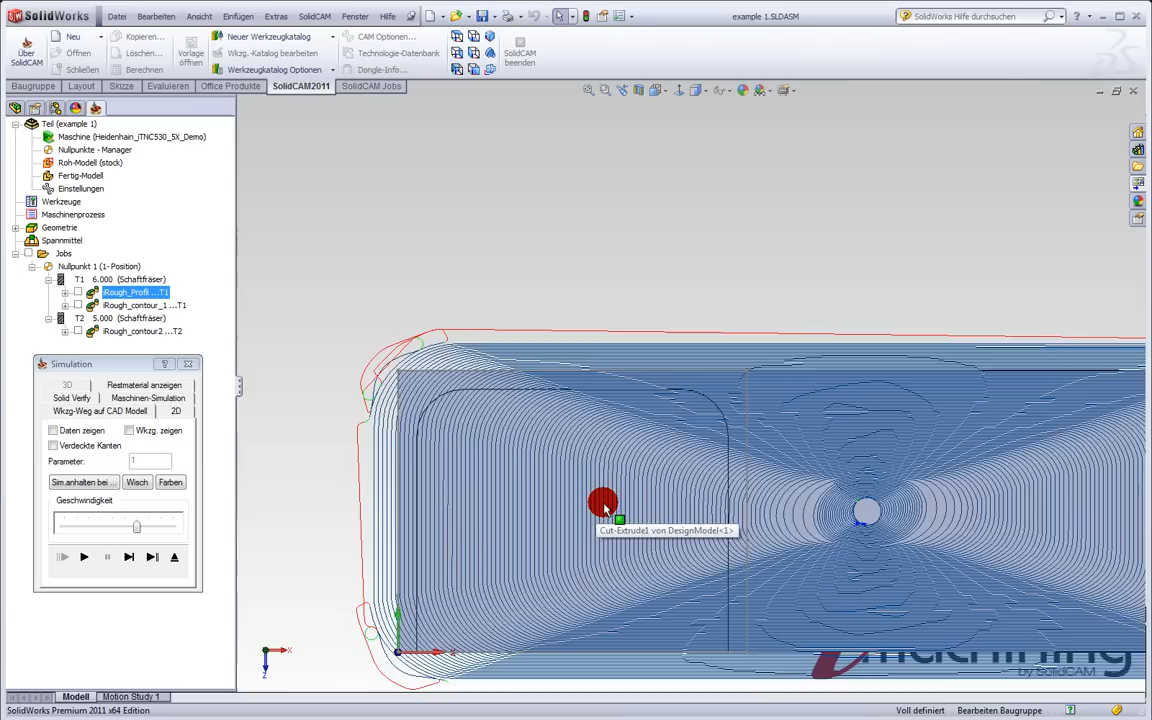 SolidWorks
Datei Bearbeiten Ansicht Einfügen Extras SolidCAM Fenster Hilfe
example 1.SLDASM
SolidWorks Hilfe durchsuchen
Über SolidCAM
Neu
Öffnen
Schließen
Kopieren...
Löschen...
Berechnen
Vorlage öffnen
Neuer Werkzeugkatalog
Wkzg.-Katalog bearbeiten
Werkzeugkatalog Optionen
CAM Optionen...
Technologie-Datenbank
Dongle-Info...
SolidCAM beenden
Baugruppe Layout Skizze Evaluieren Office Produkte SolidCAM2011 SolidCAM Jobs
Teil (example 1)
Maschine (Heidenhain_iTNC530_5X_Demo)
Nullpunkte - Manager
Roh-Modell (stock)
Fertig-Modell
Einstellungen
Werkzeuge
Maschinenprozess
Geometrie
Spannmittel
Jobs
Nullpunkt 1 (1- Position)
T1 6.000 (Schaftfräser)
iRough_Profil ...T1
iRough_contour_1 ...T1
T2 5.000 (Schaftfräser)
iRough_contour2 ...T2
Simulation
3D Restmaterial anzeigen
Solid Verify Maschinen-Simulation
Wkzg-Weg auf CAD Modell 2D
Daten zeigen Wkzg. zeigen
Verdeckte Kanten
Parameter: 1
Sim.anhalten bei ... Wisch Farben
Geschwindigkeit
Cut-Extrude1 von DesignModel<1>
X
X
Z
iMachining
by SolidCAM
Modell Motion Study 1
SolidWorks Premium 2011 x64 Edition
Voll definiert Bearbeiten Baugruppe